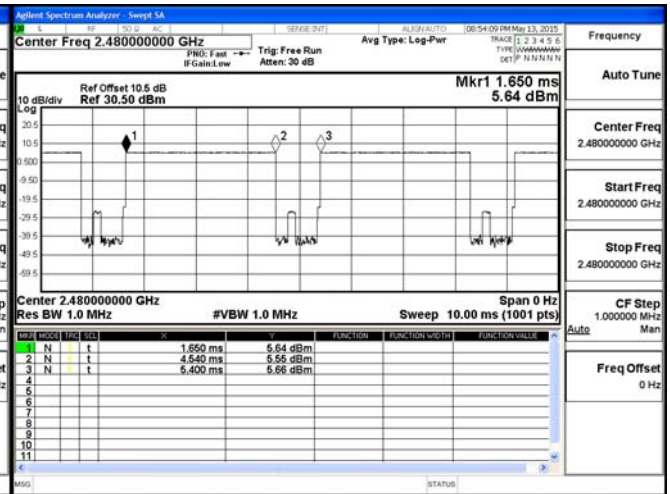 Agilent Spectrum Analyzer - Swept SA
L RF 50 Ω AC SENSE:INT ALIGNAUTO 08:54:09 PM May 13, 2015
Center Freq 2.480000000 GHz
PNO: Fast
IFGain:Low
Trig: Free Run
Atten: 30 dB
Avg Type: Log-Pwr
TRACE 1 2 3 4 5 6
TYPE
DET P N N N N N
Frequency
Auto Tune
Ref Offset 10.5 dB
10 dB/div Ref 30.50 dBm
Log
Mkr1 1.650 ms
5.64 dBm
20.5
10.5
0.500
-9.50
-19.5
-29.5
-39.5
-49.5
-59.5
1
2
3
Center Freq
2.480000000 GHz
Start Freq
2.480000000 GHz
Stop Freq
2.480000000 GHz
CF Step
1.000000 MHz
Auto Man
Freq Offset
0 Hz
Center 2.480000000 GHz Span 0 Hz
Res BW 1.0 MHz #VBW 1.0 MHz Sweep 10.00 ms (1001 pts)
MKR MODE TRC SCL X Y FUNCTION FUNCTION WIDTH FUNCTION VALUE
1 N t 1.650 ms 5.64 dBm
2 N t 4.540 ms 5.55 dBm
3 N t 5.400 ms 5.66 dBm
4
5
6
7
8
9
10
11
MSG STATUS